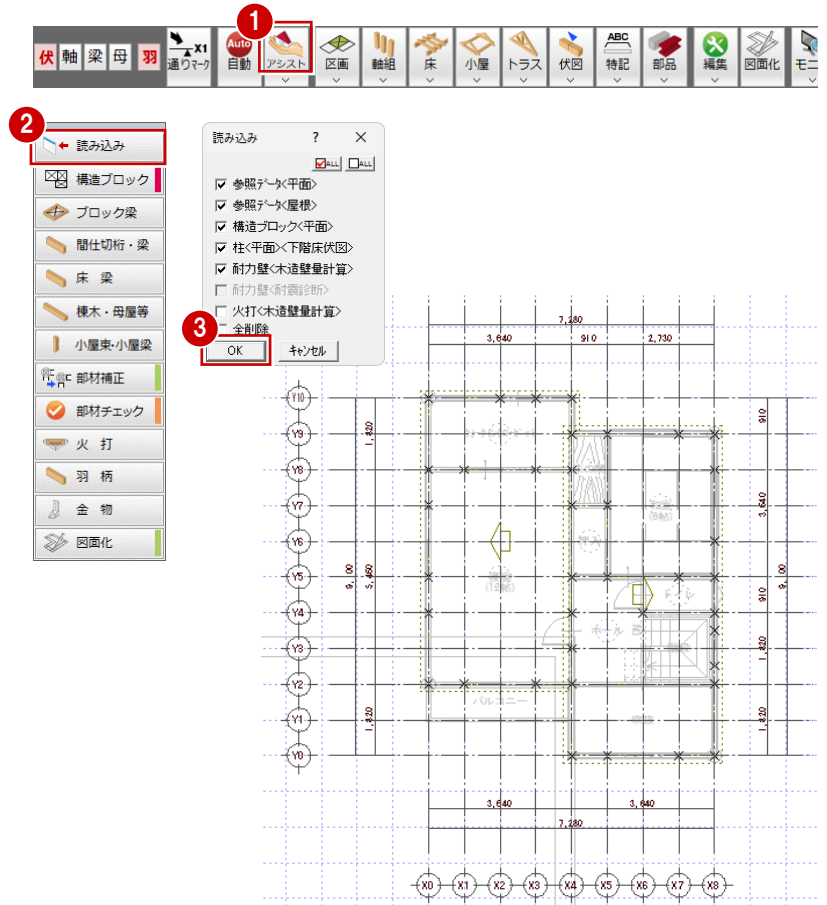 1
伏 軸 梁 母 羽 X1 通りマーク Auto 自動 アシスト 区画 軸組 床 小屋 トラス 伏図 ABC 特記 部品 編集 図面化 モニ
2
読み込み
構造ブロック
ブロック梁
間仕切桁・梁
床 梁
棟木・母屋等
小屋束・小屋梁
部材補正
部材チェック
火 打
羽 柄
金 物
図面化
読み込み ? ×
ALL ALL
参照データ<平面>
参照データ<屋根>
構造ブロック<平面>
柱<平面><下階床伏図>
耐力壁<木造壁量計算>
耐力壁<耐震診断>
火打<木造壁量計算>
全削除
3
OK キャンセル
7,280
3,640 910 2,730
Y10
Y9
Y8
Y7
Y6
Y5
Y4
Y3
Y2
Y1
Y0
1,820
9,100
5,460
1,820
910
3,640
910
9,100
1,820
1,820
押入
(12帖)
ホール
バルコニー
3,640 3,640
7,280
X0 X1 X2 X3 X4 X5 X6 X7 X8